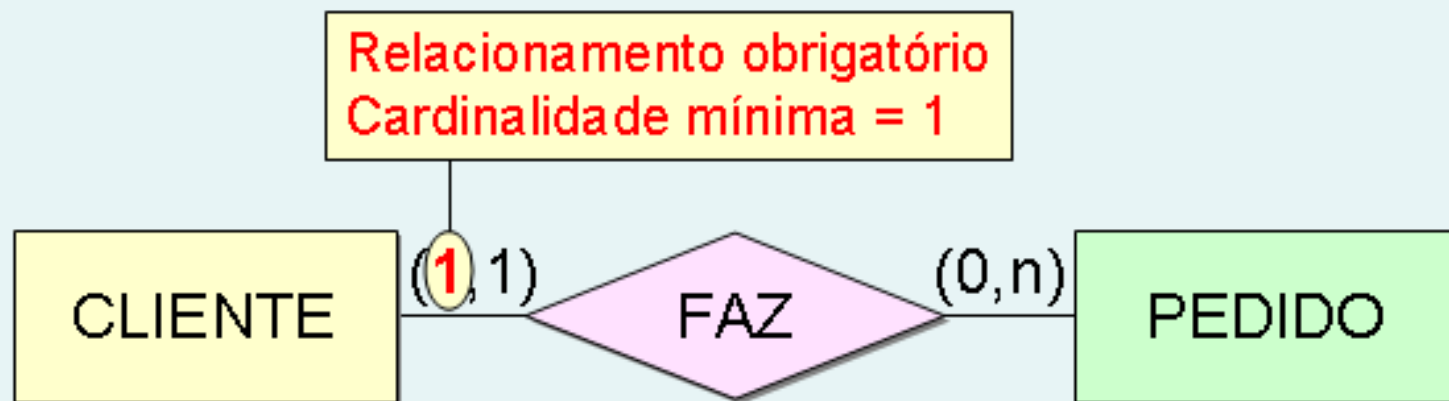 Relacionamento obrigatório
Cardinalidade mínima = 1
(1,1)
(0,n)
CLIENTE
FAZ
PEDIDO